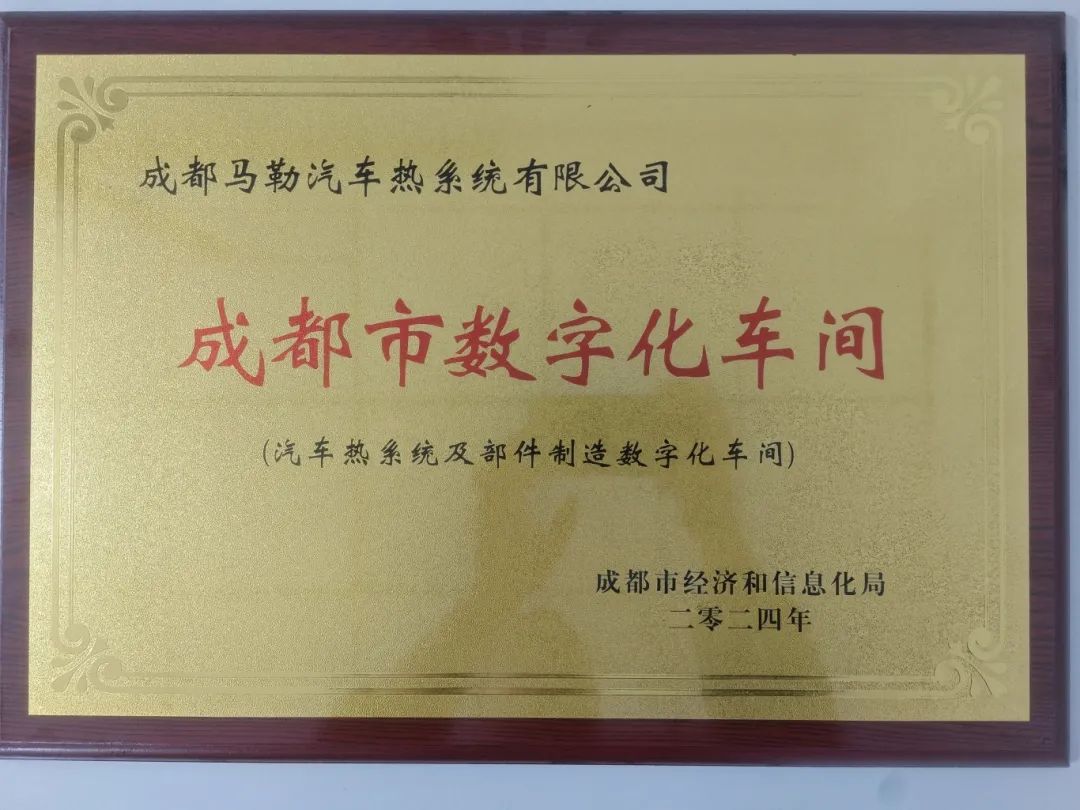 成都马勒汽车热系统有限公司
成都市数字化车间
(汽车热系统及部件制造数字化车间)
成都市经济和信息化局
二零二四年